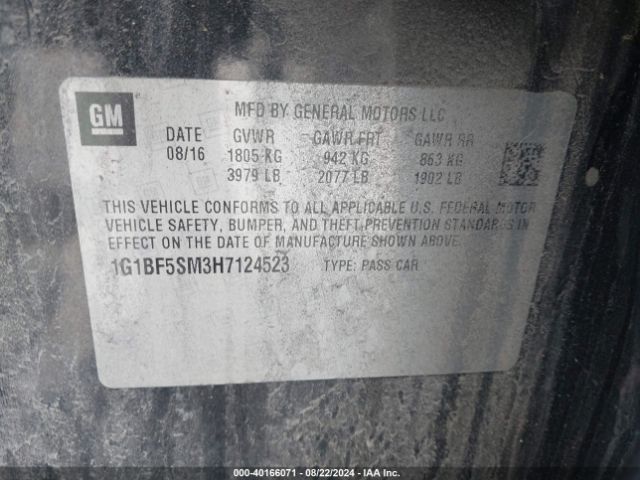 GM
MFD BY GENERAL MOTORS LLC
DATE GVWR GAWR FRT GAWR RR
08/16 1805 KG 942 KG 863 KG
3979 LB 2077 LB 1902 LB
THIS VEHICLE CONFORMS TO ALL APPLICABLE U.S. FEDERAL MOTOR
VEHICLE SAFETY, BUMPER, AND THEFT PREVENTION STANDARDS IN
EFFECT ON THE DATE OF MANUFACTURE SHOWN ABOVE.
1G1BF5SM3H7124523 TYPE: PASS CAR
000-40166071 | 08/22/2024 | IAA Inc.